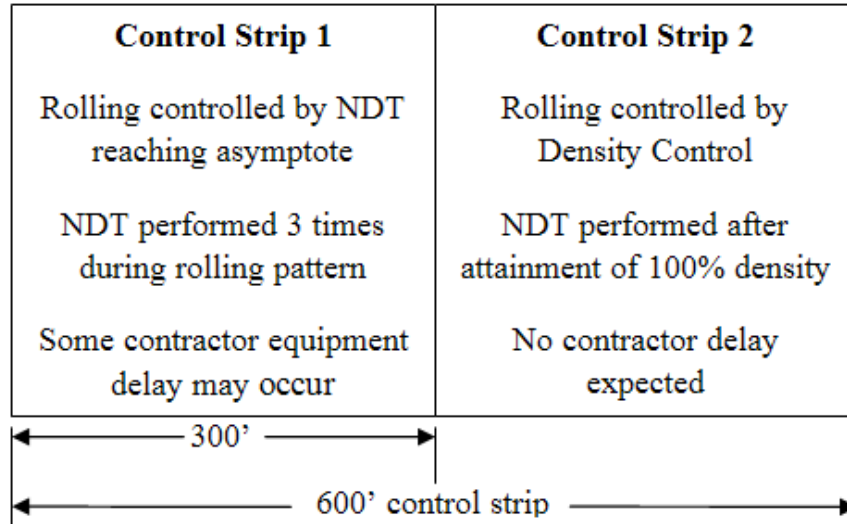 Control Strip 1
Rolling controlled by NDT
reaching asymptote
NDT performed 3 times
during rolling pattern
Some contractor equipment
delay may occur
Control Strip 2
Rolling controlled by
Density Control
NDT performed after
attainment of 100% density
No contractor delay
expected
300’
600’ control strip